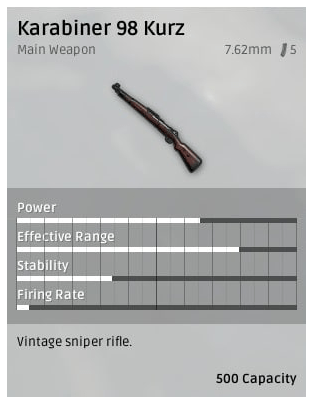 Karabiner 98 Kurz
Main Weapon 7.62mm 5
Power
Effective Range
Stability
Firing Rate
Vintage sniper rifle.
500 Capacity